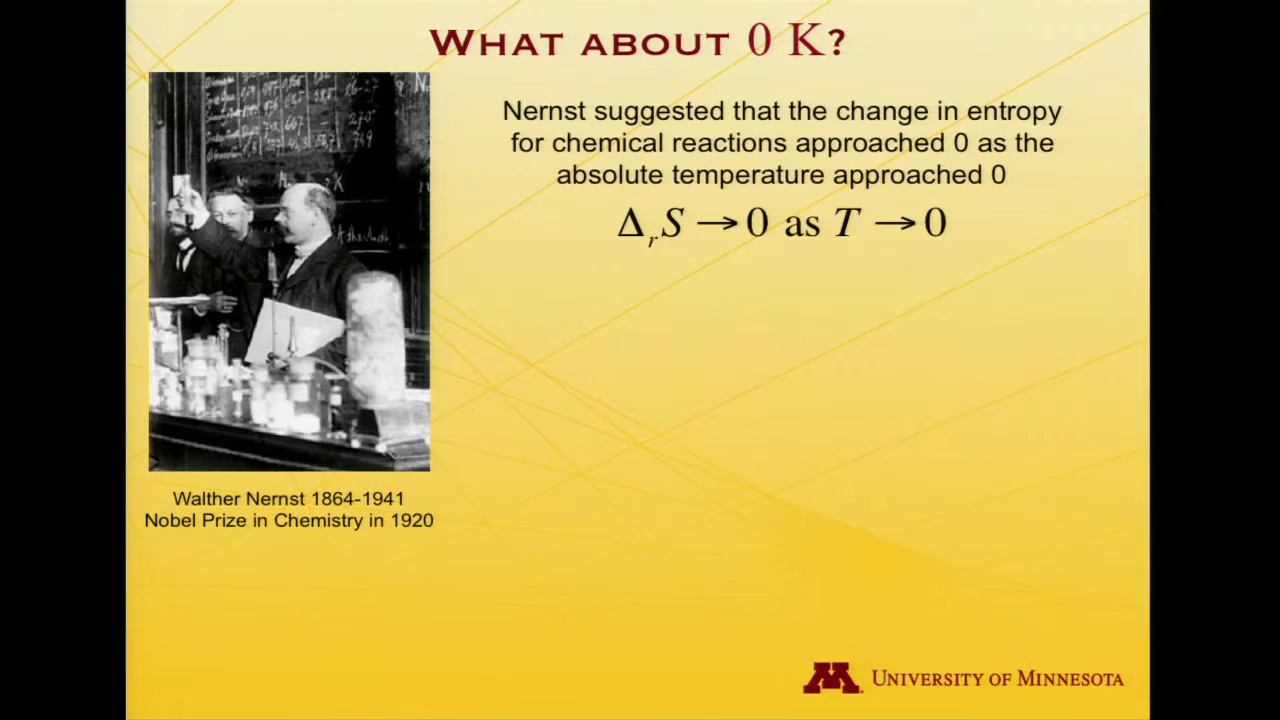 WHAT ABOUT 0 K?
Nernst suggested that the change in entropy
for chemical reactions approached 0 as the
absolute temperature approached 0
Δ_rS → 0 as T → 0
Walther Nernst 1864-1941
Nobel Prize in Chemistry in 1920
M UNIVERSITY OF MINNESOTA